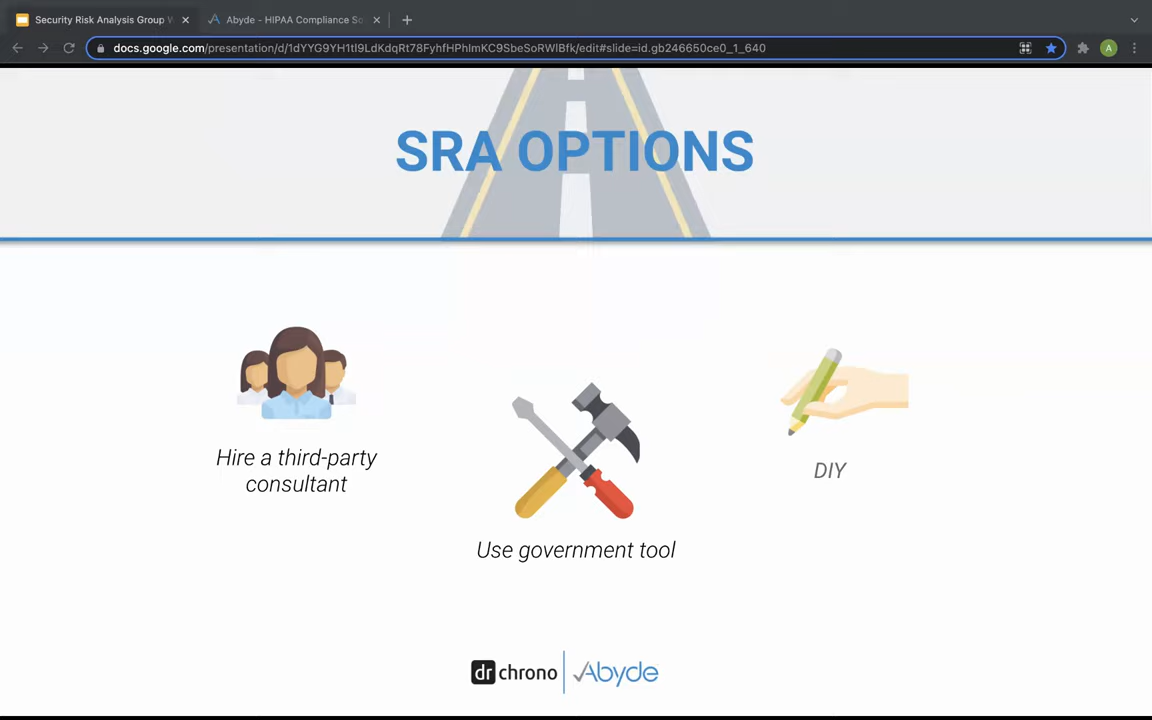 Security Risk Analysis Group
Abyde - HIPAA Compliance So
docs.google.com/presentation/d/1dYYG9YH1tl9LdKdqRt78FyhfHPhImKC9SbeSoRWlBfk/edit#slide=id.gb246650ce0_1_640
A
SRA OPTIONS
Hire a third-party
consultant
DIY
Use government tool
dr chrono
Abyde